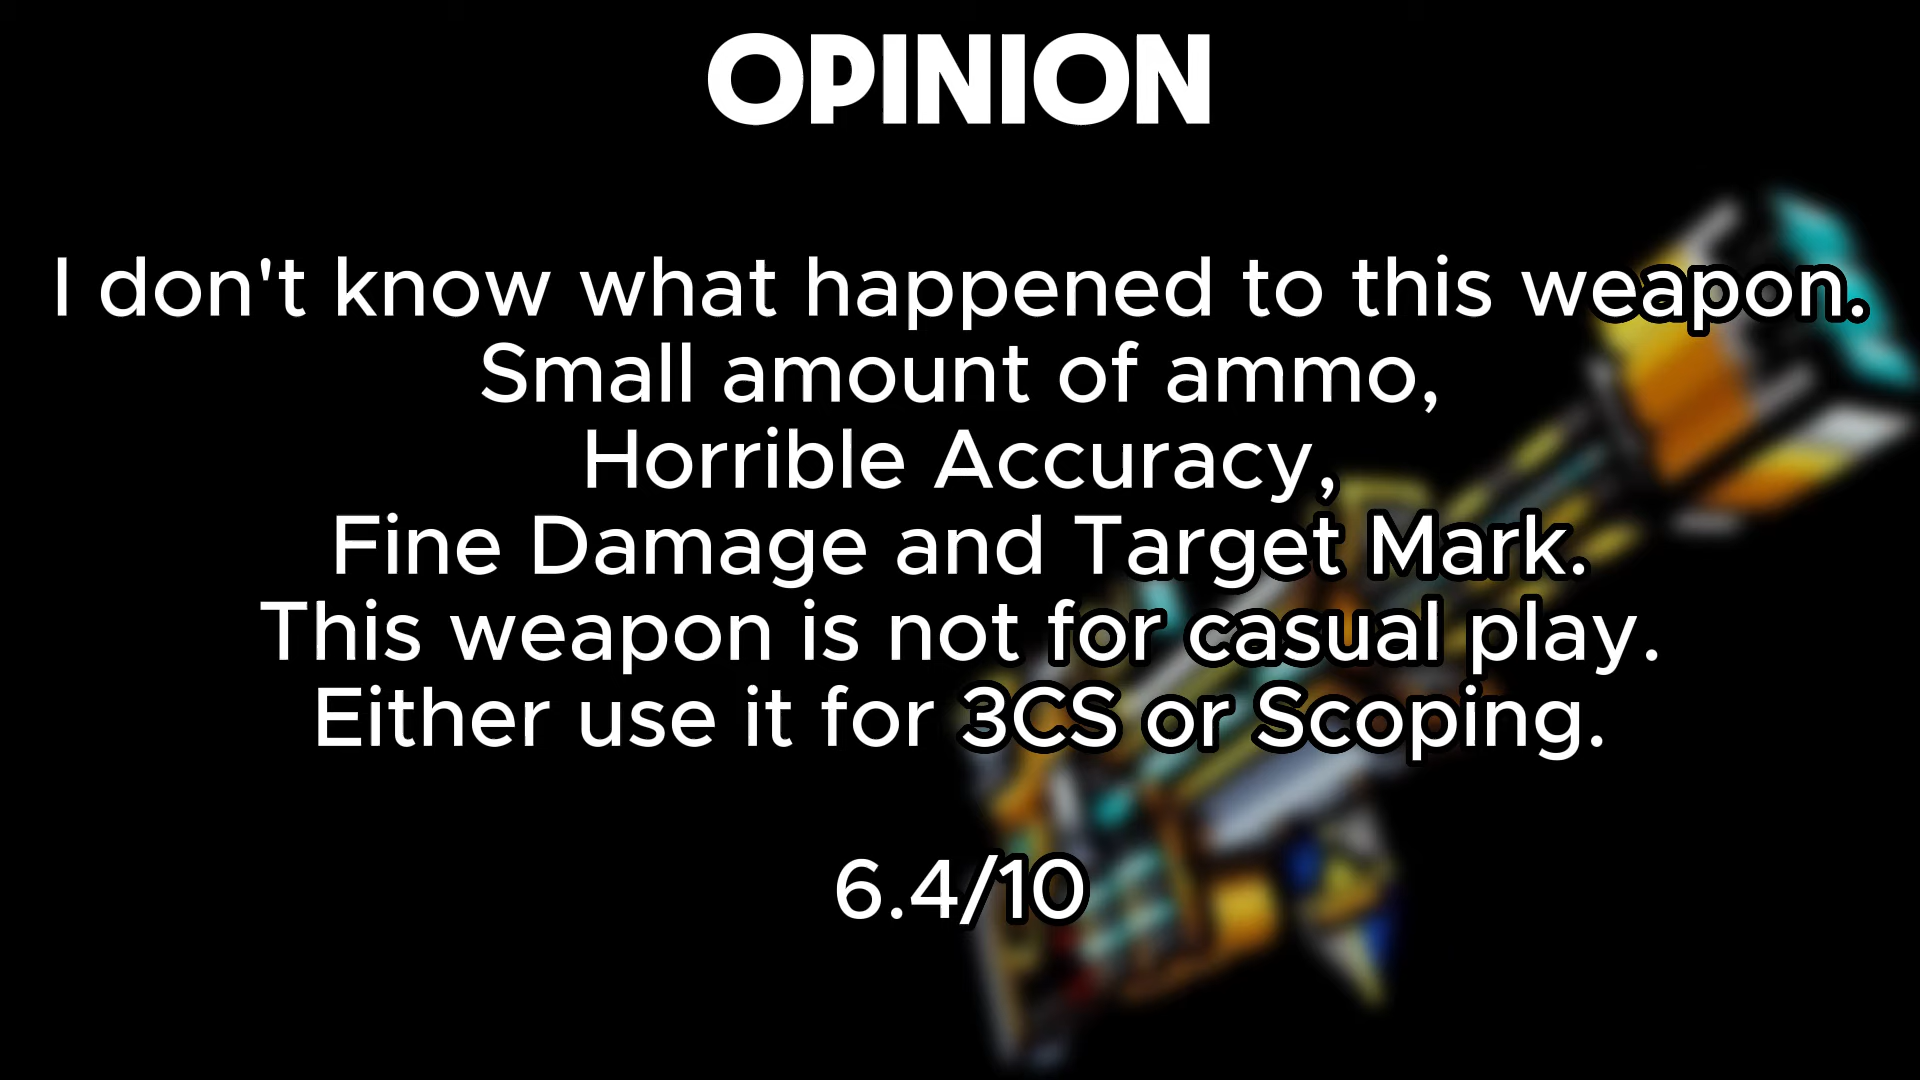 OPINION
I don't know what happened to this weapon.
Small amount of ammo,
Horrible Accuracy,
Fine Damage and Target Mark.
This weapon is not for casual play.
Either use it for 3CS or Scoping.
6.4/10